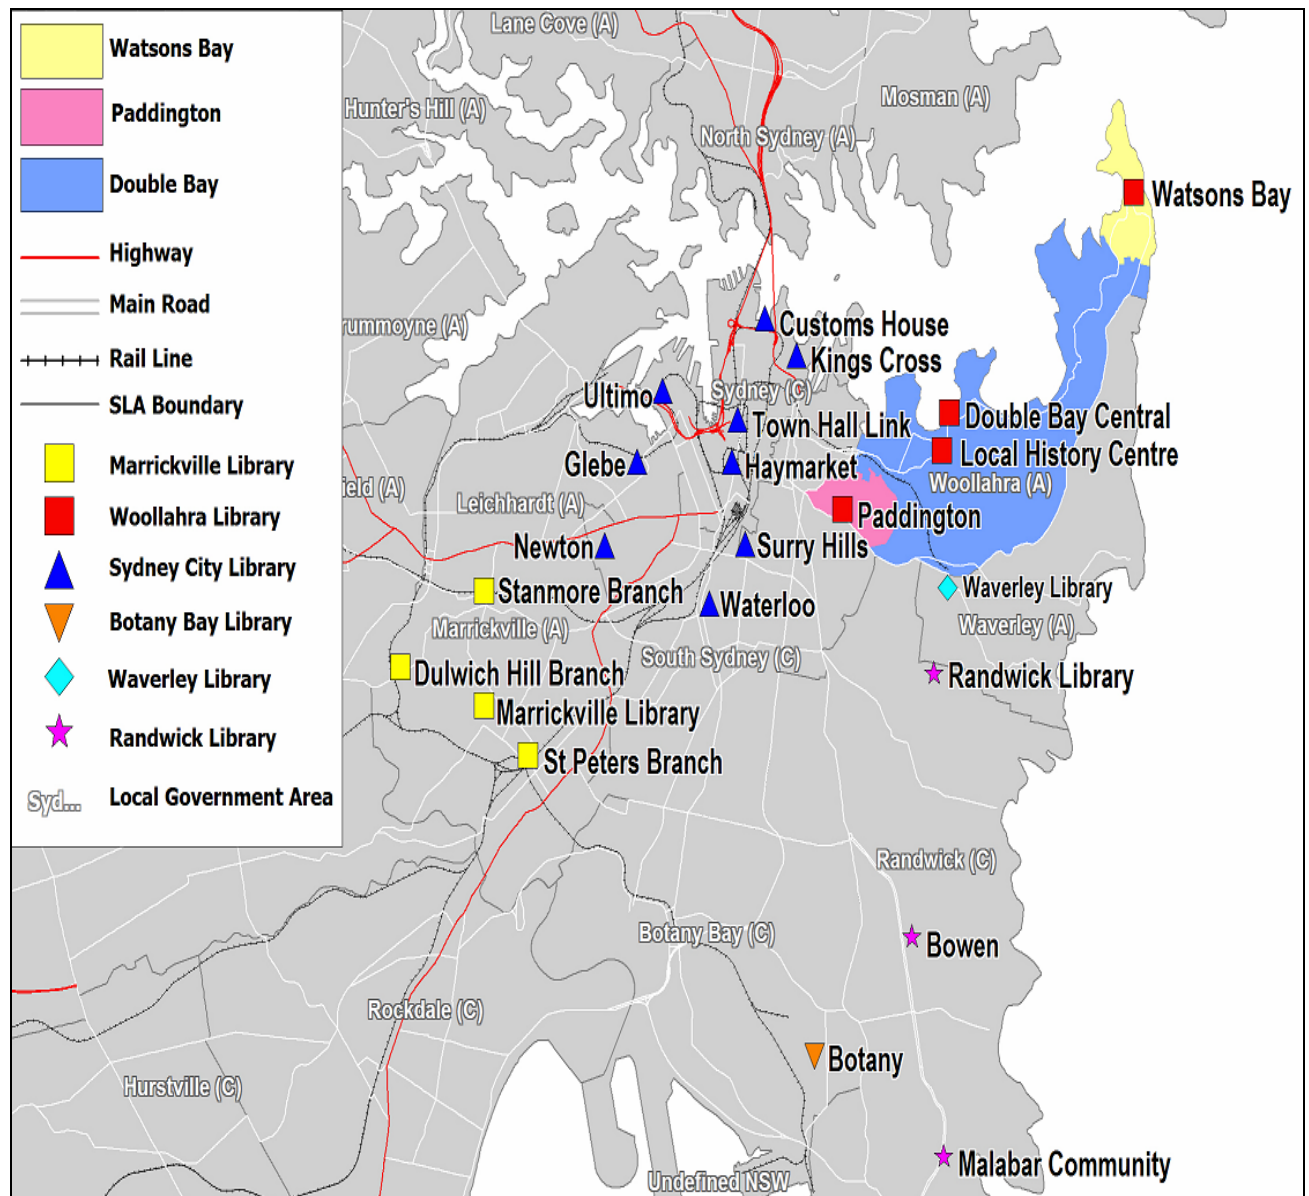 Watsons Bay
Paddington
Double Bay
Highway
Main Road
Rail Line
SLA Boundary
Marrickville Library
Woollahra Library
Sydney City Library
Botany Bay Library
Waverley Library
Randwick Library
Syd... Local Government Area
Lane Cove (A)
Mosman (A)
Hunter's Hill (A)
North Sydney (A)
Watsons Bay
rummoyne (A)
Customs House
Kings Cross
Ultimo
Sydney (C)
Town Hall Link
Double Bay Central
Glebe
Haymarket
Local History Centre
ield (A)
Leichhardt (A)
Woollahra (A)
Paddington
Newton
Surry Hills
Stanmore Branch
Waterloo
Waverley Library
Marrickville (A)
Waverley (A)
South Sydney (C)
Dulwich Hill Branch
Randwick Library
Marrickville Library
St Peters Branch
Randwick (C)
Botany Bay (C)
Bowen
Rockdale (C)
Botany
Hurstville (C)
Malabar Community
Undefined NSW